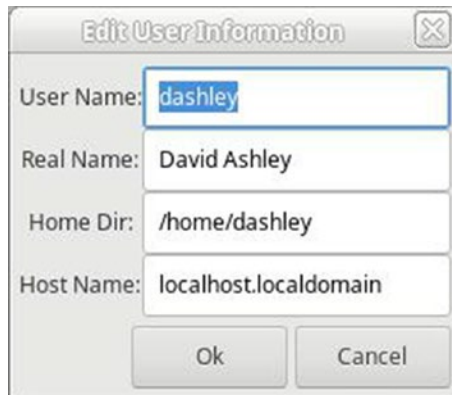 Edit User Information
User Name: dashley
Real Name: David Ashley
Home Dir: /home/dashley
Host Name: localhost.localdomain
Ok Cancel